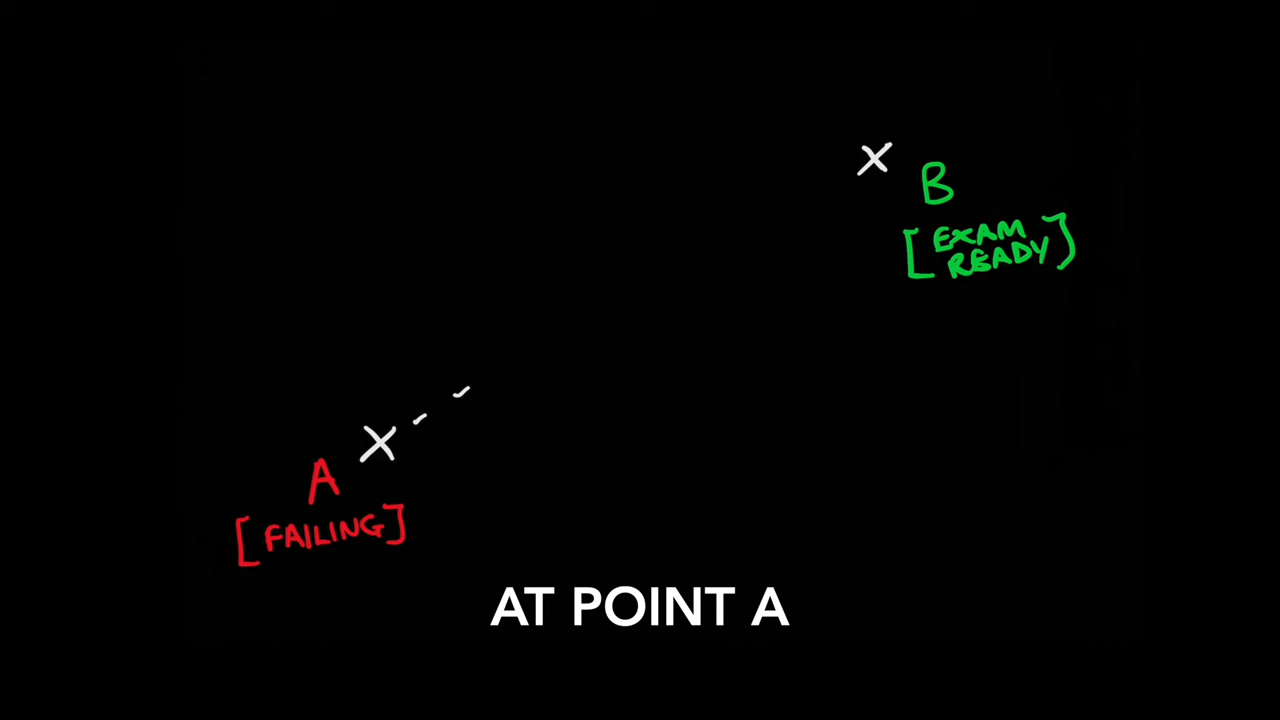 B
[EXAM
READY]
A
[FAILING]
AT POINT A